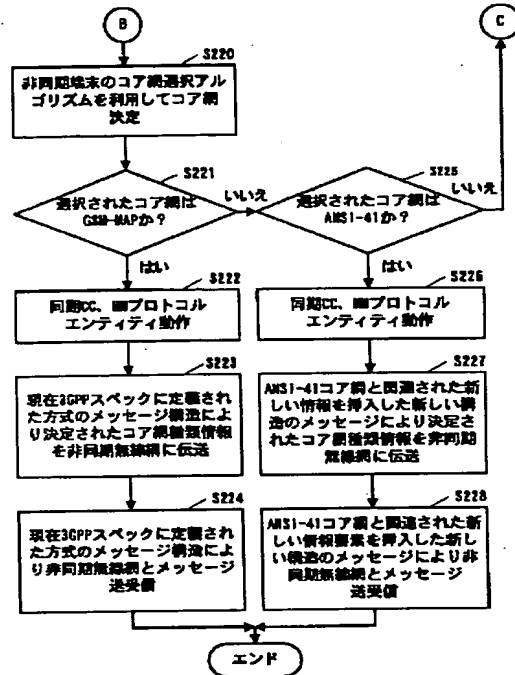 B
C
S220
非同期端末のコア網選択アル
ゴリズムを利用してコア網
決定
S221
選択されたコア網は
GSM-MAPか？
いいえ
S225
選択されたコア網は
ANSI-41か？
いいえ
はい
はい
S222
同期CC、MMプロトコル
エンティティ動作
S226
同期CC、MMプロトコル
エンティティ動作
S223
現在3GPPスペックに定義され
た方式のメッセージ構造によ
り決定されたコア網種類情報
を非同期無線網に伝送
S227
ANSI-41コア網と関連された新
しい情報を挿入した新しい構
造のメッセージにより決定さ
れたコア網種類情報を非同期
無線網に伝送
S224
現在3GPPスペックに定義され
た方式のメッセージ構造によ
り非同期無線網とメッセージ
送受信
S228
ANSI-41コア網と関連された新し
い情報要素を挿入した新し
い構造のメッセージにより非
同期無線網とメッセージ
送受信
エンド